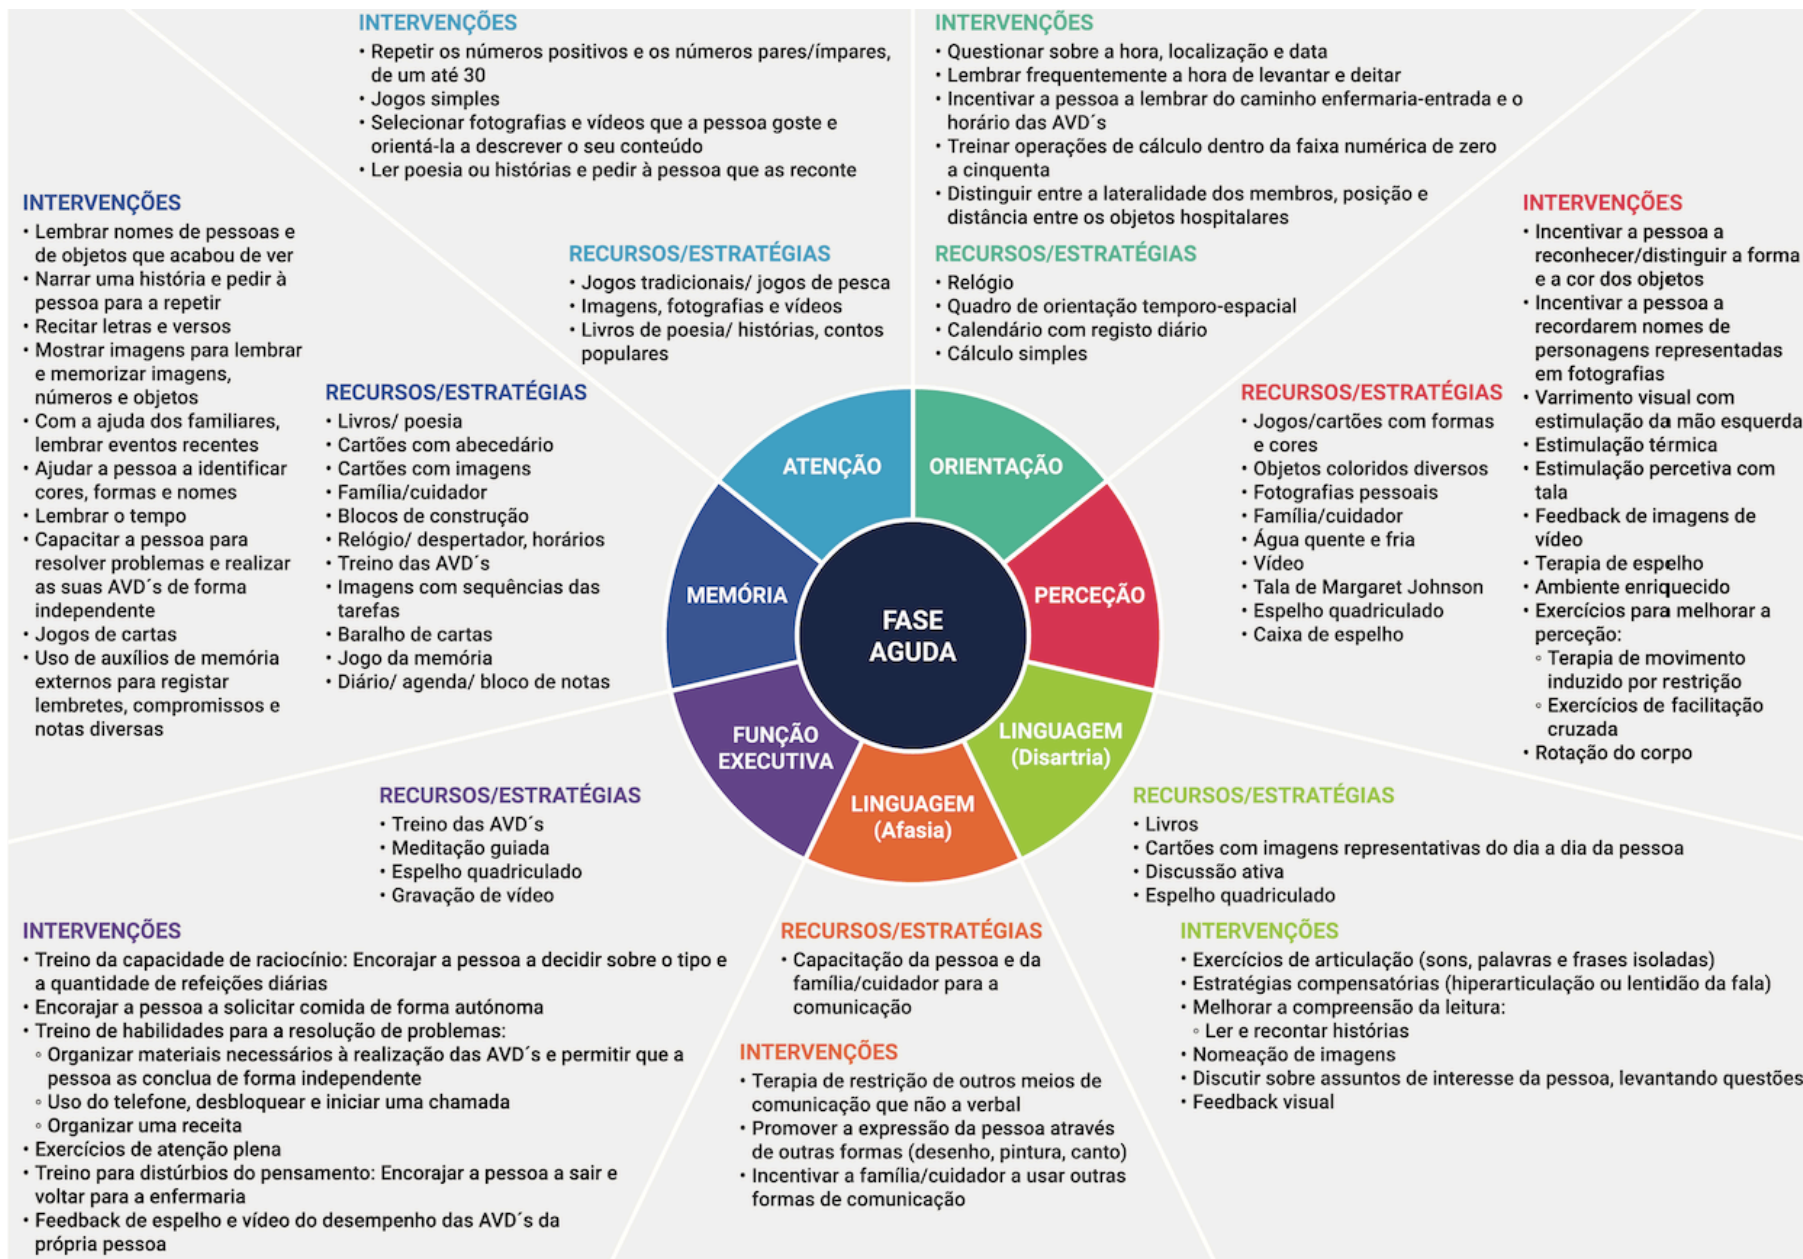 INTERVENÇÕES
• Repetir os números positivos e os números pares/ímpares,
de um até 30
• Jogos simples
• Selecionar fotografias e vídeos que a pessoa goste e
orientá-la a descrever o seu conteúdo
• Ler poesia ou histórias e pedir à pessoa que as reconte
RECURSOS/ESTRATÉGIAS
• Jogos tradicionais/ jogos de pesca
• Imagens, fotografias e vídeos
• Livros de poesia/ histórias, contos
populares
INTERVENÇÕES
• Questionar sobre a hora, localização e data
• Lembrar frequentemente a hora de levantar e deitar
• Incentivar a pessoa a lembrar do caminho enfermaria-entrada e o
horário das AVD´s
• Treinar operações de cálculo dentro da faixa numérica de zero
a cinquenta
• Distinguir entre a lateralidade dos membros, posição e
distância entre os objetos hospitalares
RECURSOS/ESTRATÉGIAS
• Relógio
• Quadro de orientação temporo-espacial
• Calendário com registo diário
• Cálculo simples
INTERVENÇÕES
• Lembrar nomes de pessoas e
de objetos que acabou de ver
• Narrar uma história e pedir à
pessoa para a repetir
• Recitar letras e versos
• Mostrar imagens para lembrar
e memorizar imagens,
números e objetos
• Com a ajuda dos familiares,
lembrar eventos recentes
• Ajudar a pessoa a identificar
cores, formas e nomes
• Lembrar o tempo
• Capacitar a pessoa para
resolver problemas e realizar
as suas AVD´s de forma
independente
• Jogos de cartas
• Uso de auxílios de memória
externos para registar
lembretes, compromissos e
notas diversas
RECURSOS/ESTRATÉGIAS
• Livros/ poesia
• Cartões com abecedário
• Cartões com imagens
• Família/cuidador
• Blocos de construção
• Relógio/ despertador, horários
• Treino das AVD´s
• Imagens com sequências das
tarefas
• Baralho de cartas
• Jogo da memória
• Diário/ agenda/ bloco de notas
ATENÇÃO
ORIENTAÇÃO
MEMÓRIA
PERCEÇÃO
FASE
AGUDA
FUNÇÃO
EXECUTIVA
LINGUAGEM
(Disartria)
LINGUAGEM
(Afasia)
RECURSOS/ESTRATÉGIAS
• Jogos/cartões com formas
e cores
• Objetos coloridos diversos
• Fotografias pessoais
• Família/cuidador
• Água quente e fria
• Vídeo
• Tala de Margaret Johnson
• Espelho quadriculado
• Caixa de espelho
INTERVENÇÕES
• Incentivar a pessoa a
reconhecer/distinguir a forma
e a cor dos objetos
• Incentivar a pessoa a
recordarem nomes de
personagens representadas
em fotografias
• Varrimento visual com
estimulação da mão esquerda
• Estimulação térmica
• Estimulação percetiva com
tala
• Feedback de imagens de
vídeo
• Terapia de espelho
• Ambiente enriquecido
• Exercícios para melhorar a
perceção:
◦ Terapia de movimento
induzido por restrição
◦ Exercícios de facilitação
cruzada
• Rotação do corpo
RECURSOS/ESTRATÉGIAS
• Treino das AVD´s
• Meditação guiada
• Espelho quadriculado
• Gravação de vídeo
INTERVENÇÕES
• Treino da capacidade de raciocínio: Encorajar a pessoa a decidir sobre o tipo e
a quantidade de refeições diárias
• Encorajar a pessoa a solicitar comida de forma autónoma
• Treino de habilidades para a resolução de problemas:
◦ Organizar materiais necessários à realização das AVD´s e permitir que a
pessoa as conclua de forma independente
◦ Uso do telefone, desbloquear e iniciar uma chamada
◦ Organizar uma receita
• Exercícios de atenção plena
• Treino para distúrbios do pensamento: Encorajar a pessoa a sair e
voltar para a enfermaria
• Feedback de espelho e vídeo do desempenho das AVD´s da
própria pessoa
RECURSOS/ESTRATÉGIAS
• Capacitação da pessoa e da
família/cuidador para a
comunicação
INTERVENÇÕES
• Terapia de restrição de outros meios de
comunicação que não a verbal
• Promover a expressão da pessoa através
de outras formas (desenho, pintura, canto)
• Incentivar a família/cuidador a usar outras
formas de comunicação
RECURSOS/ESTRATÉGIAS
• Livros
• Cartões com imagens representativas do dia a dia da pessoa
• Discussão ativa
• Espelho quadriculado
INTERVENÇÕES
• Exercícios de articulação (sons, palavras e frases isoladas)
• Estratégias compensatórias (hiperarticulação ou lentidão da fala)
• Melhorar a compreensão da leitura:
◦ Ler e recontar histórias
• Nomeação de imagens
• Discutir sobre assuntos de interesse da pessoa, levantando questões
• Feedback visual